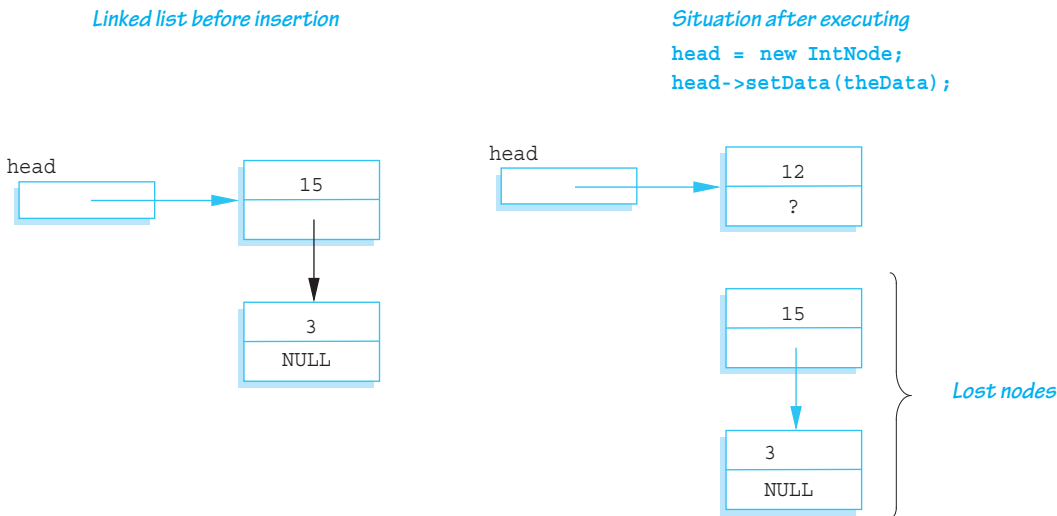 Linked list before insertion
head
15
3
NULL
Situation after executing
head = new IntNode;
head->setData(theData);
head
12
?
15
3
NULL
Lost nodes